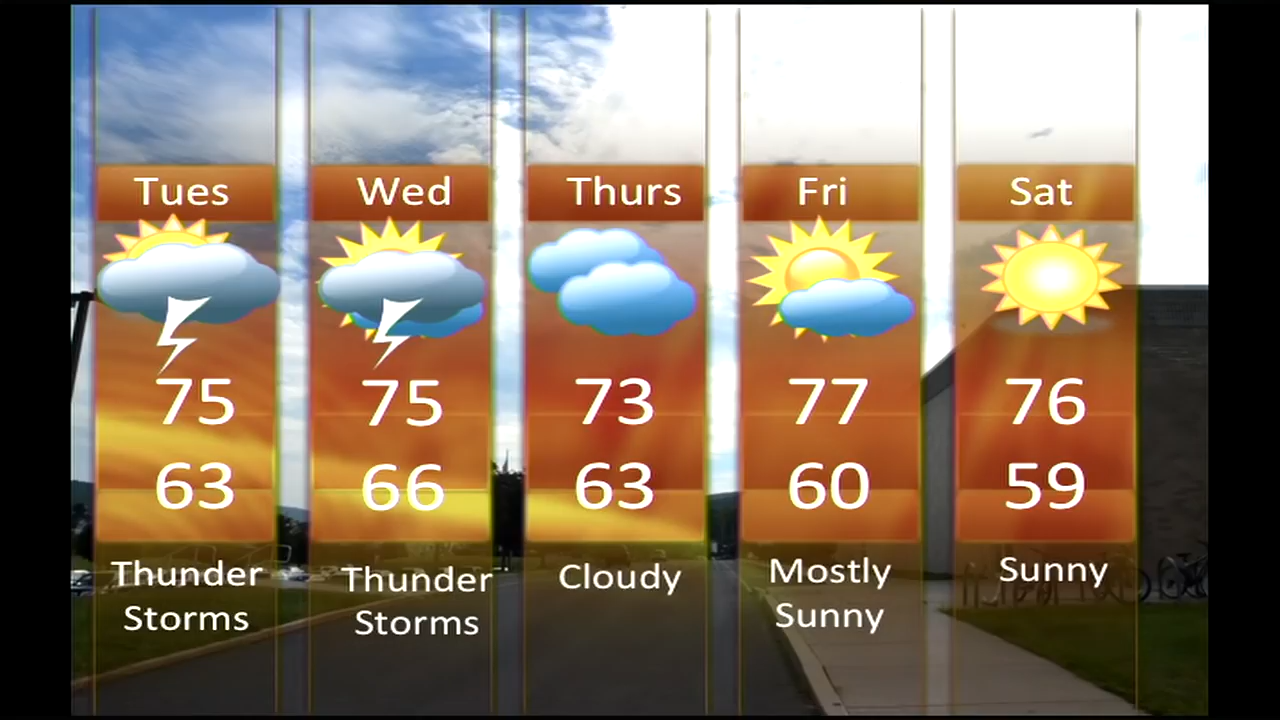 Tues Wed Thurs Fri Sat
75 75 73 77 76
63 66 63 60 59
Thunder Storms
Thunder Storms
Cloudy
Mostly Sunny
Sunny